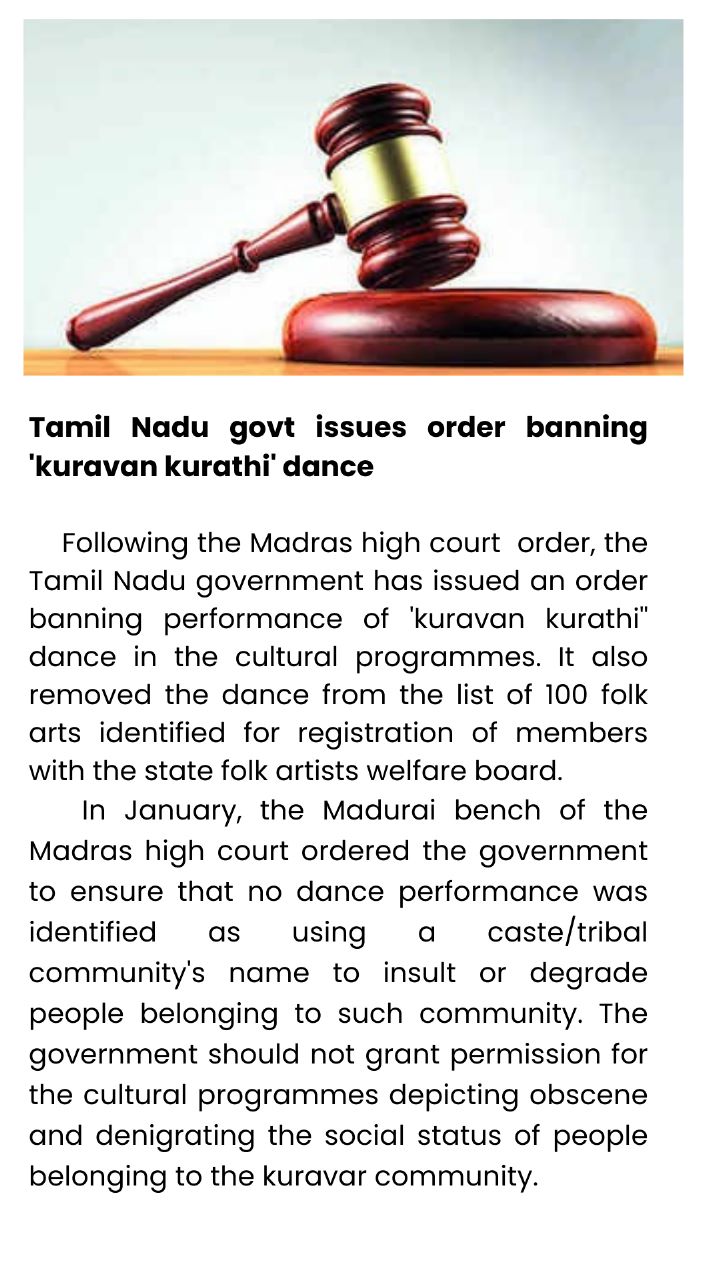 Tamil Nadu govt issues order banning
'kuravan kurathi' dance
Following the Madras high court order, the
Tamil Nadu government has issued an order
banning performance of 'kuravan kurathi"
dance in the cultural programmes. It also
removed the dance from the list of 100 folk
arts identified for registration of members
with the state folk artists welfare board.
In January, the Madurai bench of the
Madras high court ordered the government
to ensure that no dance performance was
identified as using a caste/tribal
community's name to insult or degrade
people belonging to such community. The
government should not grant permission for
the cultural programmes depicting obscene
and denigrating the social status of people
belonging to the kuravar community.